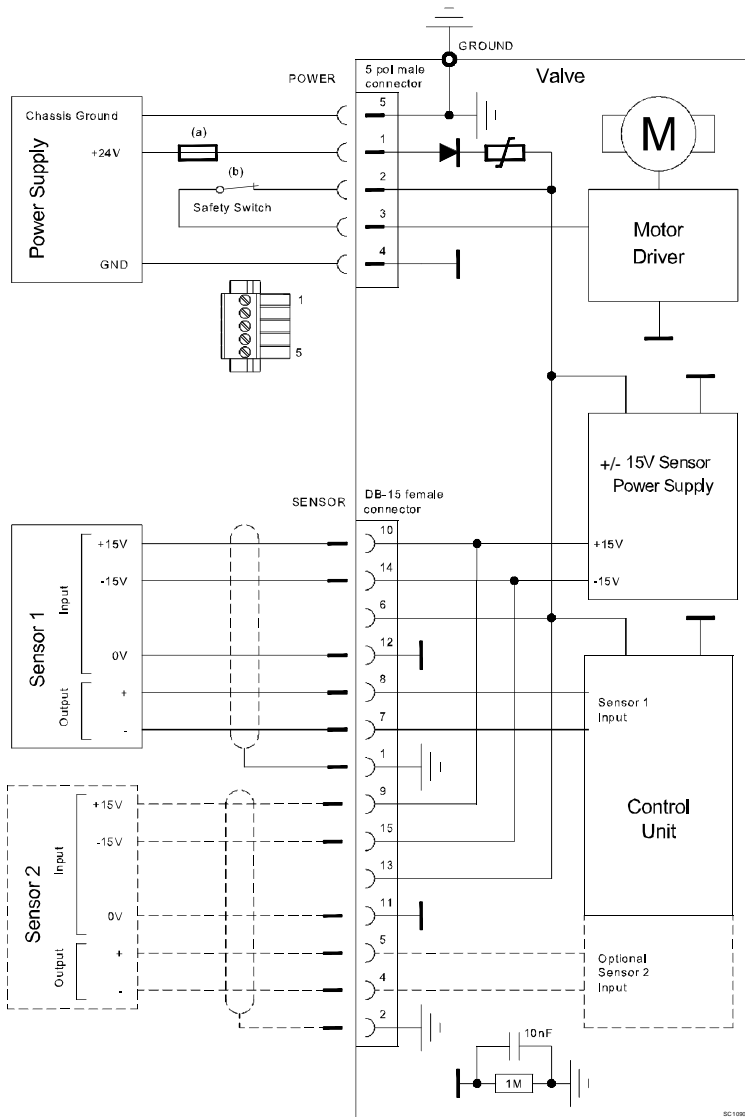 GROUND
POWER
5 pol male
connector
Valve
Power Supply
Chassis Ground
+24V
(a)
(b)
Safety Switch
GND
5
1
2
3
4
1
5
M
Motor
Driver
+/- 15V Sensor
Power Supply
+15V
-15V
SENSOR
DB-15 female
connector
Sensor 1
Input
Output
+15V
-15V
0V
+
-
10
14
6
12
8
7
1
Sensor 1
Input
Control
Unit
Sensor 2
Input
Output
+15V
-15V
0V
+
-
9
15
13
11
5
4
2
Optional
Sensor 2
Input
10nF
1M